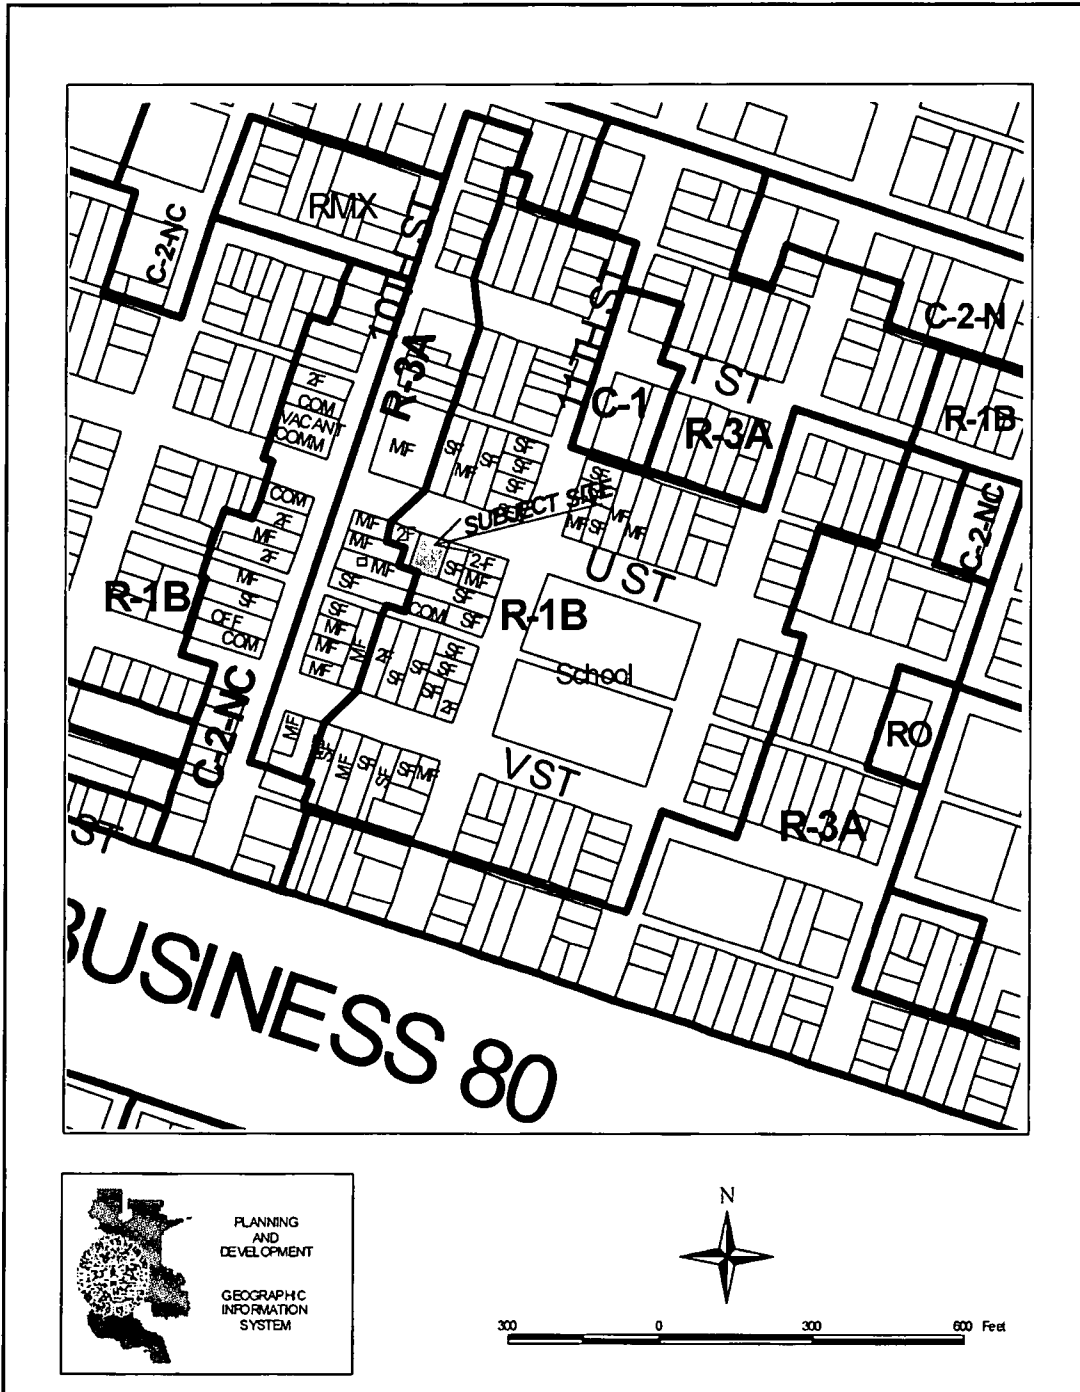 RMX
C-2-NC
10TH ST
11TH ST
C-2-N
R-3A
C-1
T ST
R-3A
R-1B
2F
COM
VACANT
COMM
MF
SF
MF
SF
SF
SF
SF
SUBJECT SITE
SF
MF
SF
MF
MF
C-2-NC
COM
2F
MF
2F
MF
MF
MF
SF
2F
SF
2-F
MF
SF
COM
SF
U ST
R-1B
R-1B
MF
SF
OFF
COM
SF
MF
MF
MF
MF
2F
SF
SF
SF
SF
SF
2F
School
C-2-NC
MF
MF
SF
SF
SF
MF
V ST
RO
R-3A
ST
BUSINESS 80
PLANNING
AND
DEVELOPMENT
GEOGRAPHIC
INFORMATION
SYSTEM
N
300 0 300 600 Feet